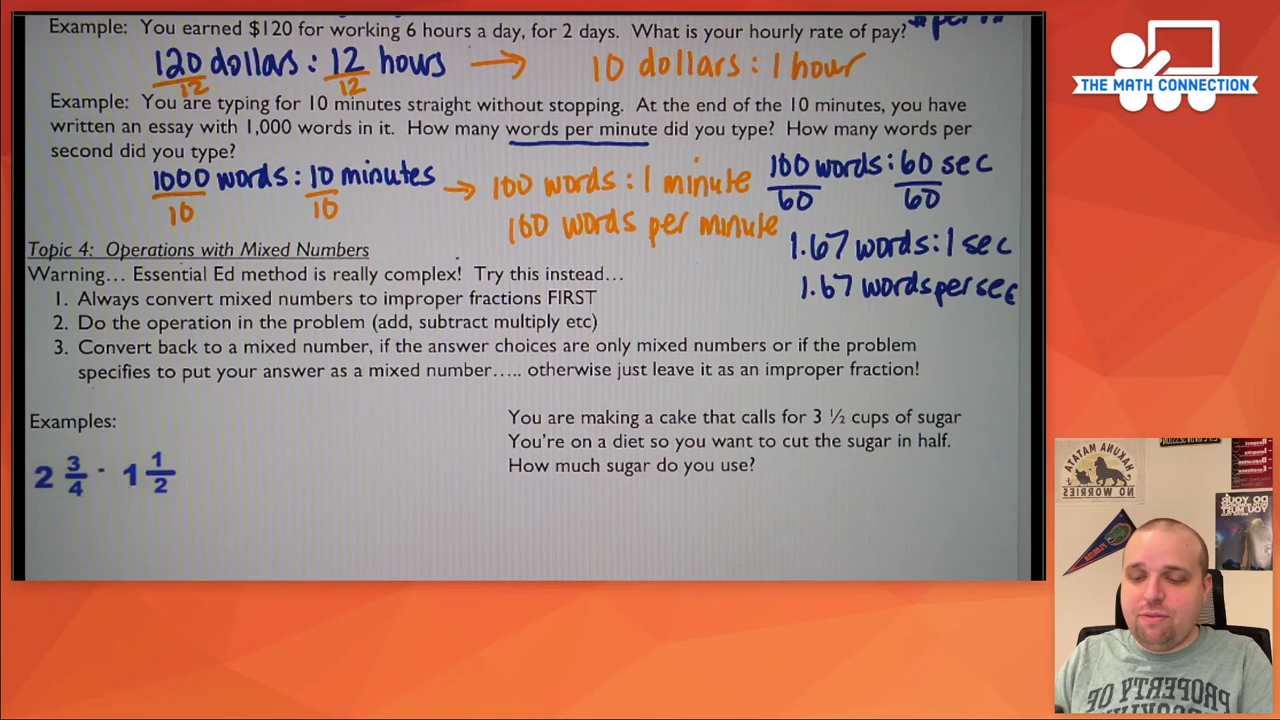 Example: You earned $120 for working 6 hours a day, for 2 days. What is your hourly rate of pay?
120 dollars : 12 hours → 10 dollars : 1 hour
12 12
Example: You are typing for 10 minutes straight without stopping. At the end of the 10 minutes, you have
written an essay with 1,000 words in it. How many words per minute did you type? How many words per
second did you type?
1000 words : 10 minutes → 100 words : 1 minute
10 10
100 words per minute
100 words : 60 sec
60 60
1.67 words : 1 sec
1.67 words per sec
Topic 4: Operations with Mixed Numbers
Warning… Essential Ed method is really complex! Try this instead…
1. Always convert mixed numbers to improper fractions FIRST
2. Do the operation in the problem (add, subtract multiply etc)
3. Convert back to a mixed number, if the answer choices are only mixed numbers or if the problem
specifies to put your answer as a mixed number….. otherwise just leave it as an improper fraction!
Examples:
2 3/4 · 1 1/2
You are making a cake that calls for 3 ½ cups of sugar
You're on a diet so you want to cut the sugar in half.
How much sugar do you use?
THE MATH CONNECTION
HAKUNA MATATA
NO WORRIES
FLORIDA
DO YOUR
YOU MUST
PROPERTY OF